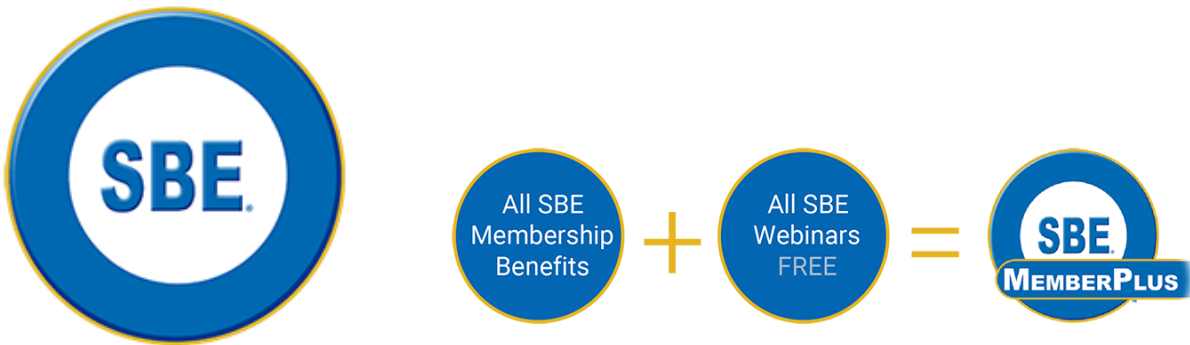 SBE®
All SBE
Membership
Benefits
+
All SBE
Webinars
FREE
=
SBE
MEMBERPLUS